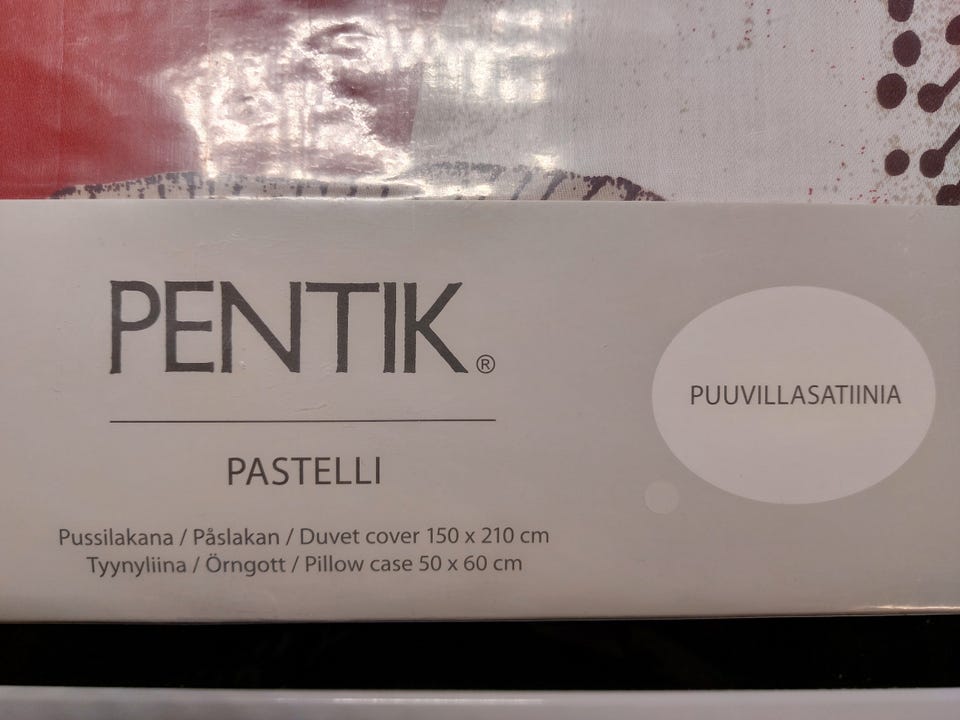 PENTIK®
PUUVILLASATIINIA
PASTELLI
Pussilakana / Påslakan / Duvet cover 150 x 210 cm
Tyynyliina / Örngott / Pillow case 50 x 60 cm